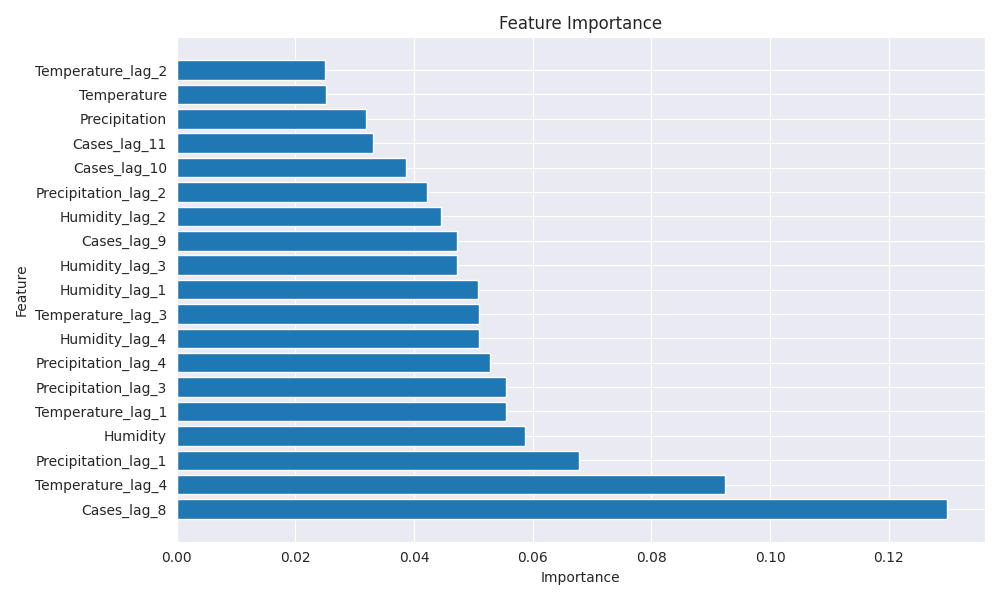 Feature Importance
Temperature_lag_2
Temperature
Precipitation
Cases_lag_11
Cases_lag_10
Precipitation_lag_2
Humidity_lag_2
Cases_lag_9
Humidity_lag_3
Humidity_lag_1
Temperature_lag_3
Humidity_lag_4
Precipitation_lag_4
Precipitation_lag_3
Temperature_lag_1
Humidity
Precipitation_lag_1
Temperature_lag_4
Cases_lag_8
Feature
0.00 0.02 0.04 0.06 0.08 0.10 0.12
Importance